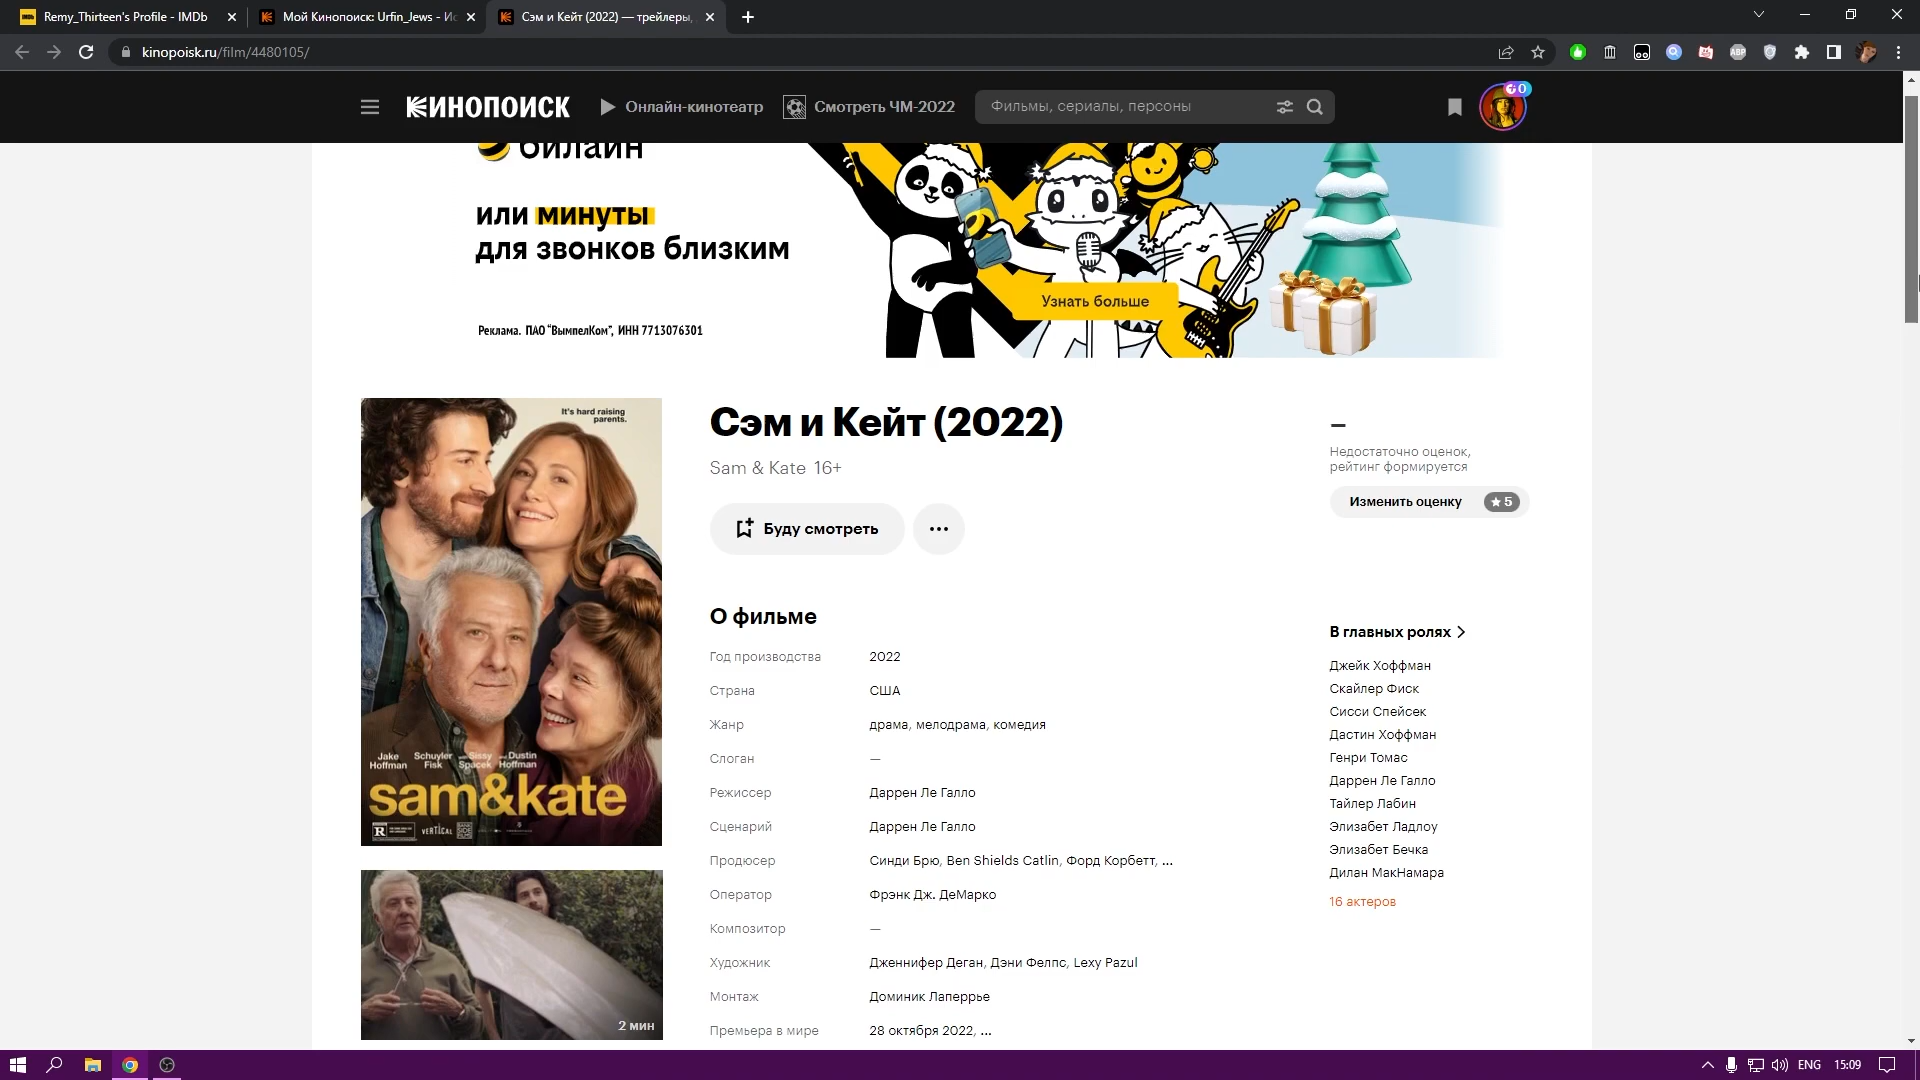 Remy_Thirteen's Profile - IMDb
Мой Кинопоиск: Urfin_Jews - Ис
Сэм и Кейт (2022) — трейлеры,
kinopoisk.ru/film/4480105/
КИНОПОИСК
Онлайн-кинотеатр
Смотреть ЧМ-2022
Фильмы, сериалы, персоны
0
билайн
или минуты
для звонков близким
Узнать больше
Реклама. ПАО "ВымпелКом", ИНН 7713076301
It's hard raising
parents.
Jake
Hoffman
Schuyler
Fisk
Sissy
Spacek
Dustin
Hoffman
sam&kate
R
VERTICAL
Сэм и Кейт (2022)
Sam & Kate 16+
Буду смотреть
Недостаточно оценок,
рейтинг формируется
Изменить оценку
5
О фильме
Год производства 2022
Страна США
Жанр драма, мелодрама, комедия
Слоган —
Режиссер Даррен Ле Галло
Сценарий Даррен Ле Галло
Продюсер Синди Брю, Ben Shields Catlin, Форд Корбетт, ...
Оператор Фрэнк Дж. ДеМарко
Композитор —
Художник Дженнифер Деган, Дэни Фелпс, Lexy Pazul
Монтаж Доминик Лаперрье
Премьера в мире 28 октября 2022, ...
В главных ролях
Джейк Хоффман
Скайлер Фиск
Сисси Спейсек
Дастин Хоффман
Генри Томас
Даррен Ле Галло
Тайлер Лабин
Элизабет Ладлоу
Элизабет Бечка
Дилан МакНамара
16 актеров
2 мин
ENG
15:09